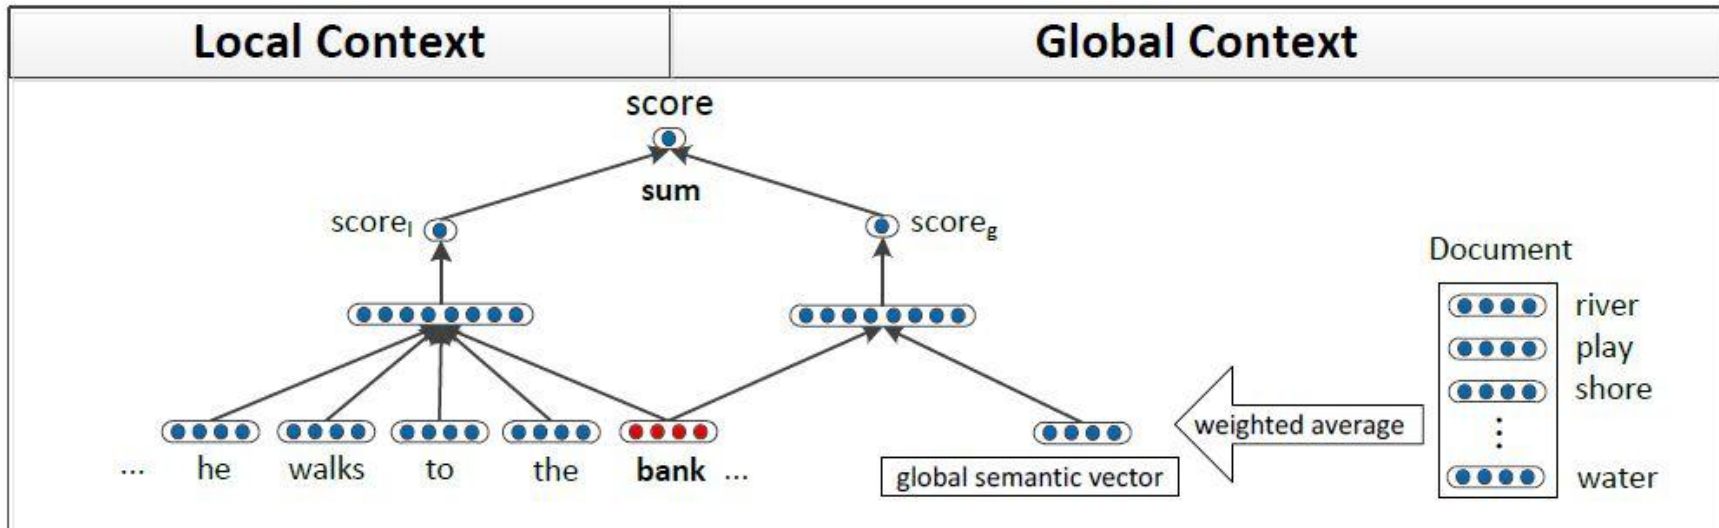 Local Context
Global Context
score
sum
score_l
score_g
Document
river
play
shore
⋮
water
weighted average
... he walks to the bank ...
global semantic vector